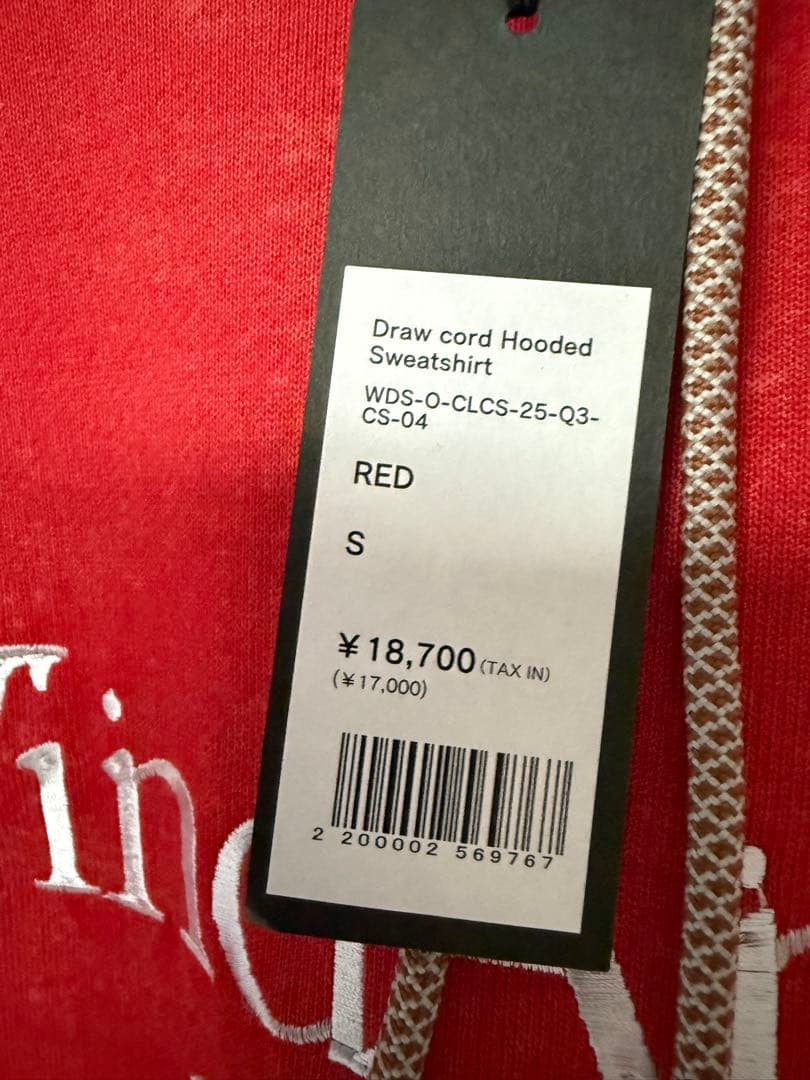 Draw cord Hooded
Sweatshirt
WDS-O-CLCS-25-Q3-
CS-04
RED
S
¥18,700 (TAX IN)
(¥17,000)
2 200002 569767